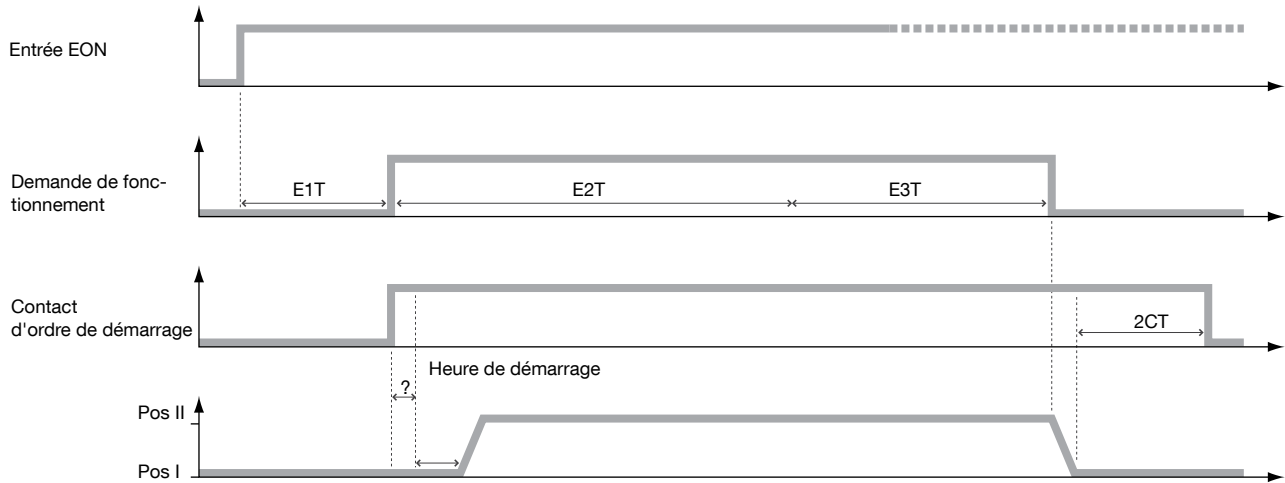 Entrée EON
Demande de fonc-
tionnement
E1T
E2T
E3T
Contact
d'ordre de démarrage
2CT
Heure de démarrage
?
Pos II
Pos I